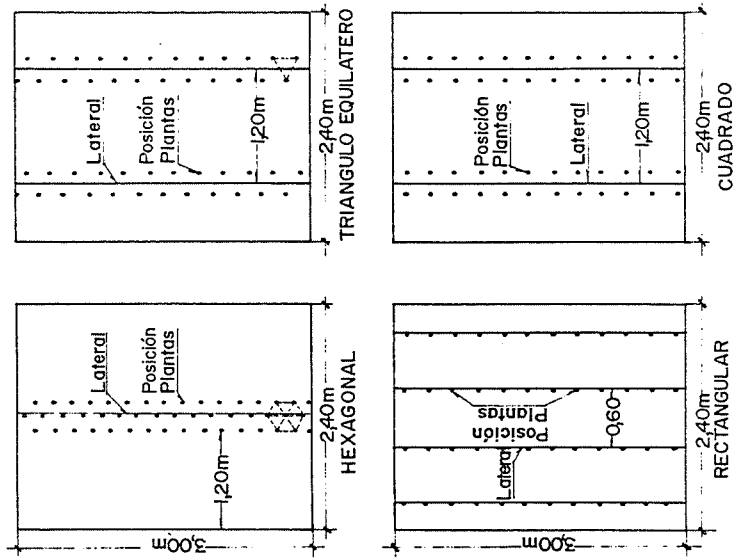 Lateral
Posición
Plantas
1,20m
3,00m
2,40m
HEXAGONAL
Lateral
Posición
Plantas
1,20m
2,40m
TRIANGULO EQUILATERO
Lateral
Posición
Plantas
0,60
3,00m
2,40m
RECTANGULAR
Posición
Plantas
Lateral
1,20m
2,40m
CUADRADO